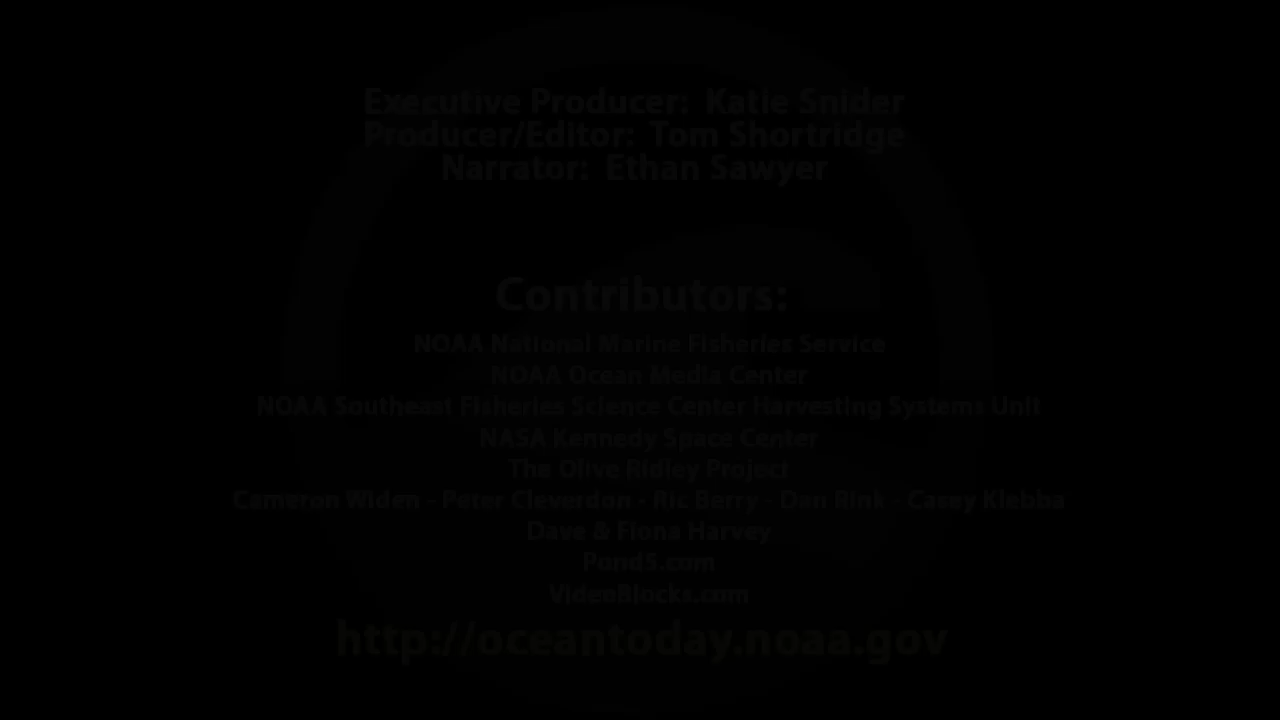 Executive Producer: Katie Snider
Producer/Editor: Tom Shortridge
Narrator: Ethan Sawyer
Contributors:
NOAA National Marine Fisheries Service
NOAA Ocean Media Center
NOAA Southeast Fisheries Science Center Harvesting Systems Unit
NASA Kennedy Space Center
The Olive Ridley Project
Cameron Widen - Peter Cleverdon - Ric Berry - Dan Rink - Casey Klebba
Dave & Fiona Harvey
Pond5.com
VideoBlocks.com
http://oceantoday.noaa.gov